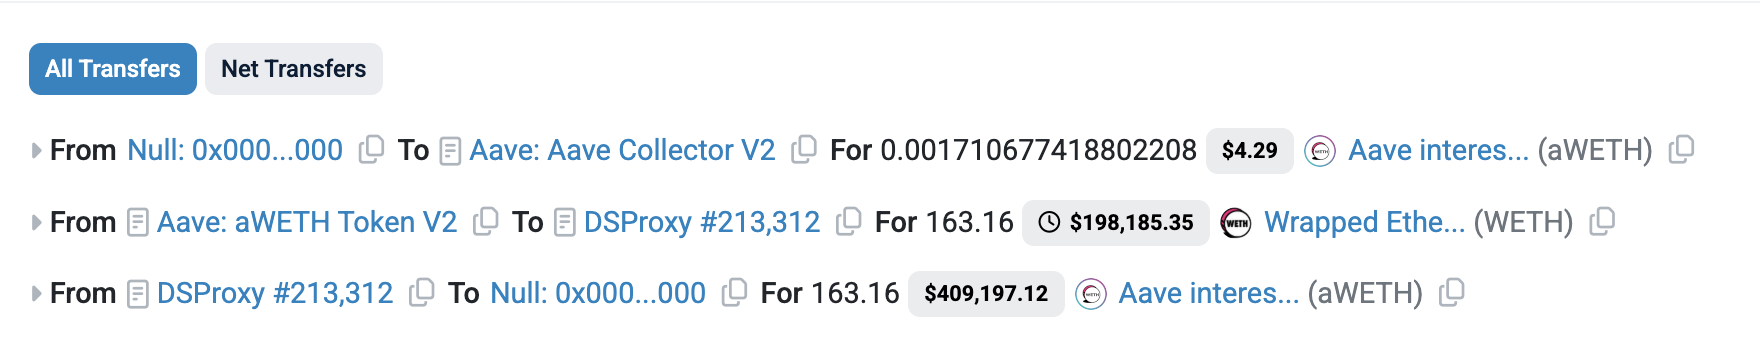 All Transfers Net Transfers
From Null: 0x000...000 To Aave: Aave Collector V2 For 0.001710677418802208 $4.29 Aave interes... (aWETH)
From Aave: aWETH Token V2 To DSProxy #213,312 For 163.16 $198,185.35 WETH Wrapped Ethe... (WETH)
From DSProxy #213,312 To Null: 0x000...000 For 163.16 $409,197.12 Aave interes... (aWETH)